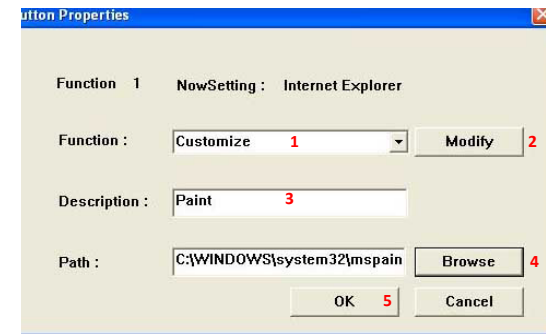 utton Properties
Function 1 NowSetting : Internet Explorer
Function : Customize 1 Modify 2
Description : Paint 3
Path : C:\WINDOWS\system32\mspain Browse 4
OK 5 Cancel